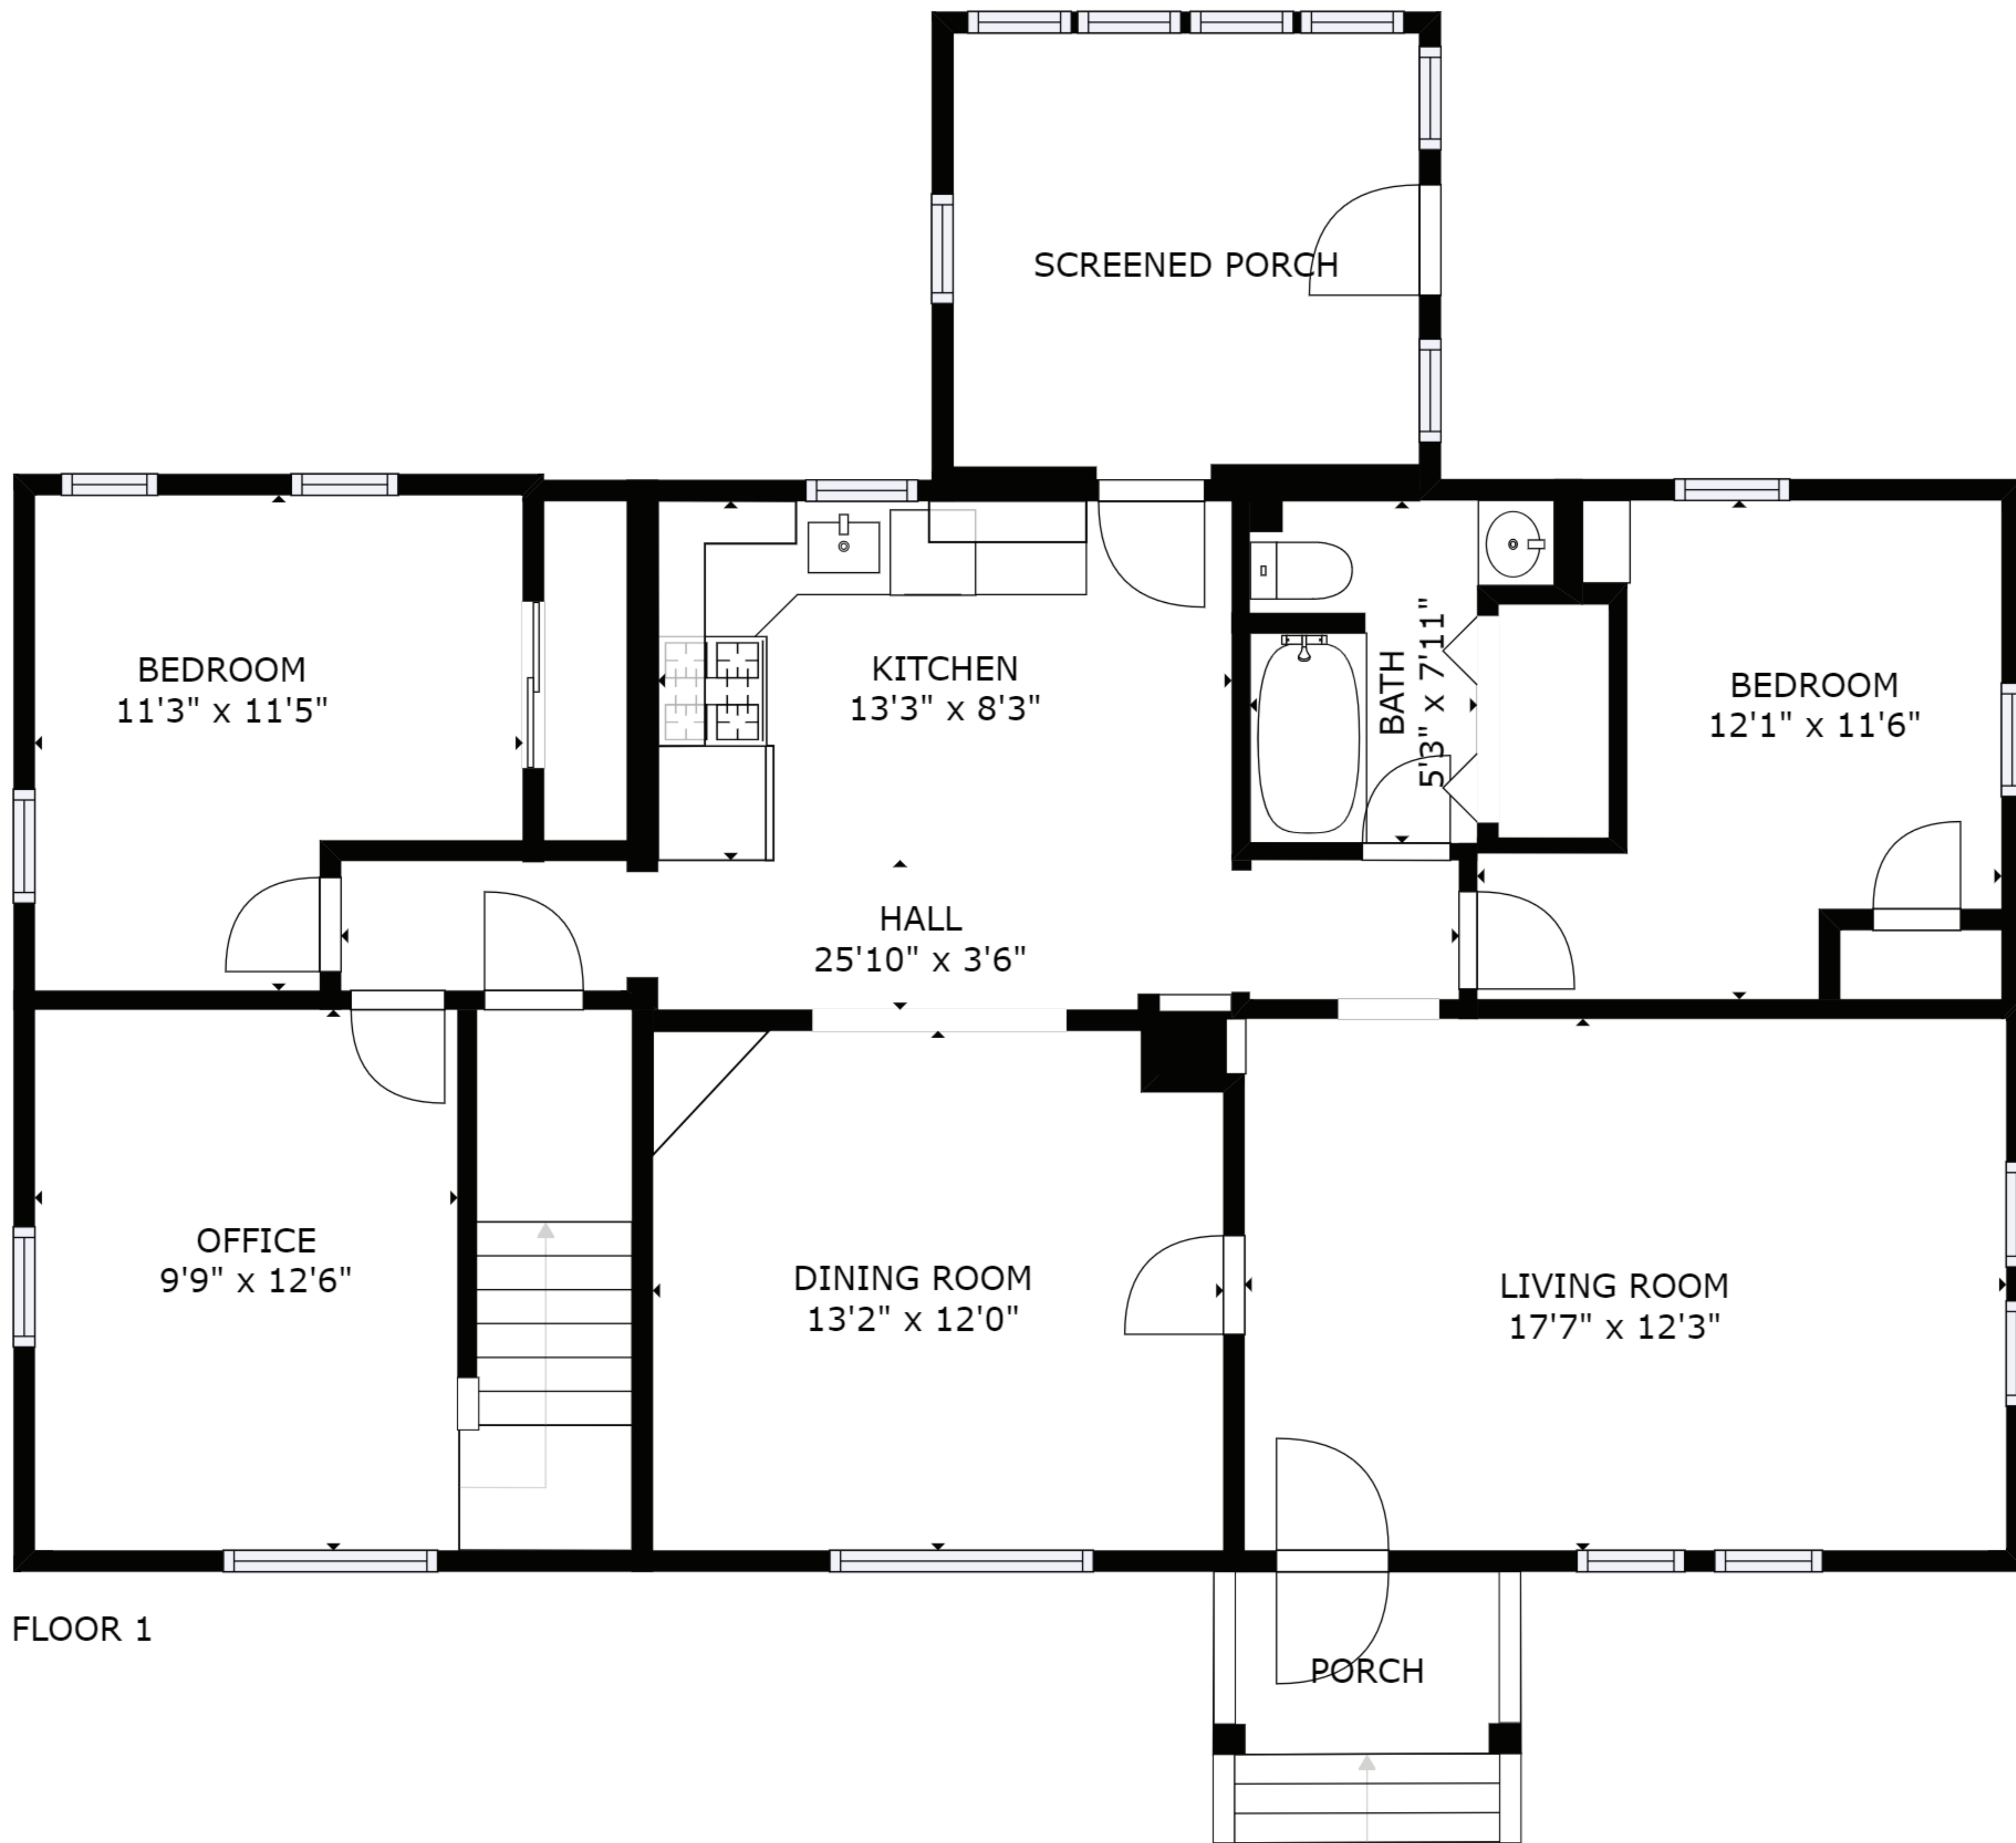 SCREENED PORCH
BEDROOM
11'3" x 11'5"
KITCHEN
13'3" x 8'3"
BATH
5'3" x 7'11"
BEDROOM
12'1" x 11'6"
HALL
25'10" x 3'6"
OFFICE
9'9" x 12'6"
DINING ROOM
13'2" x 12'0"
LIVING ROOM
17'7" x 12'3"
FLOOR 1
PORCH